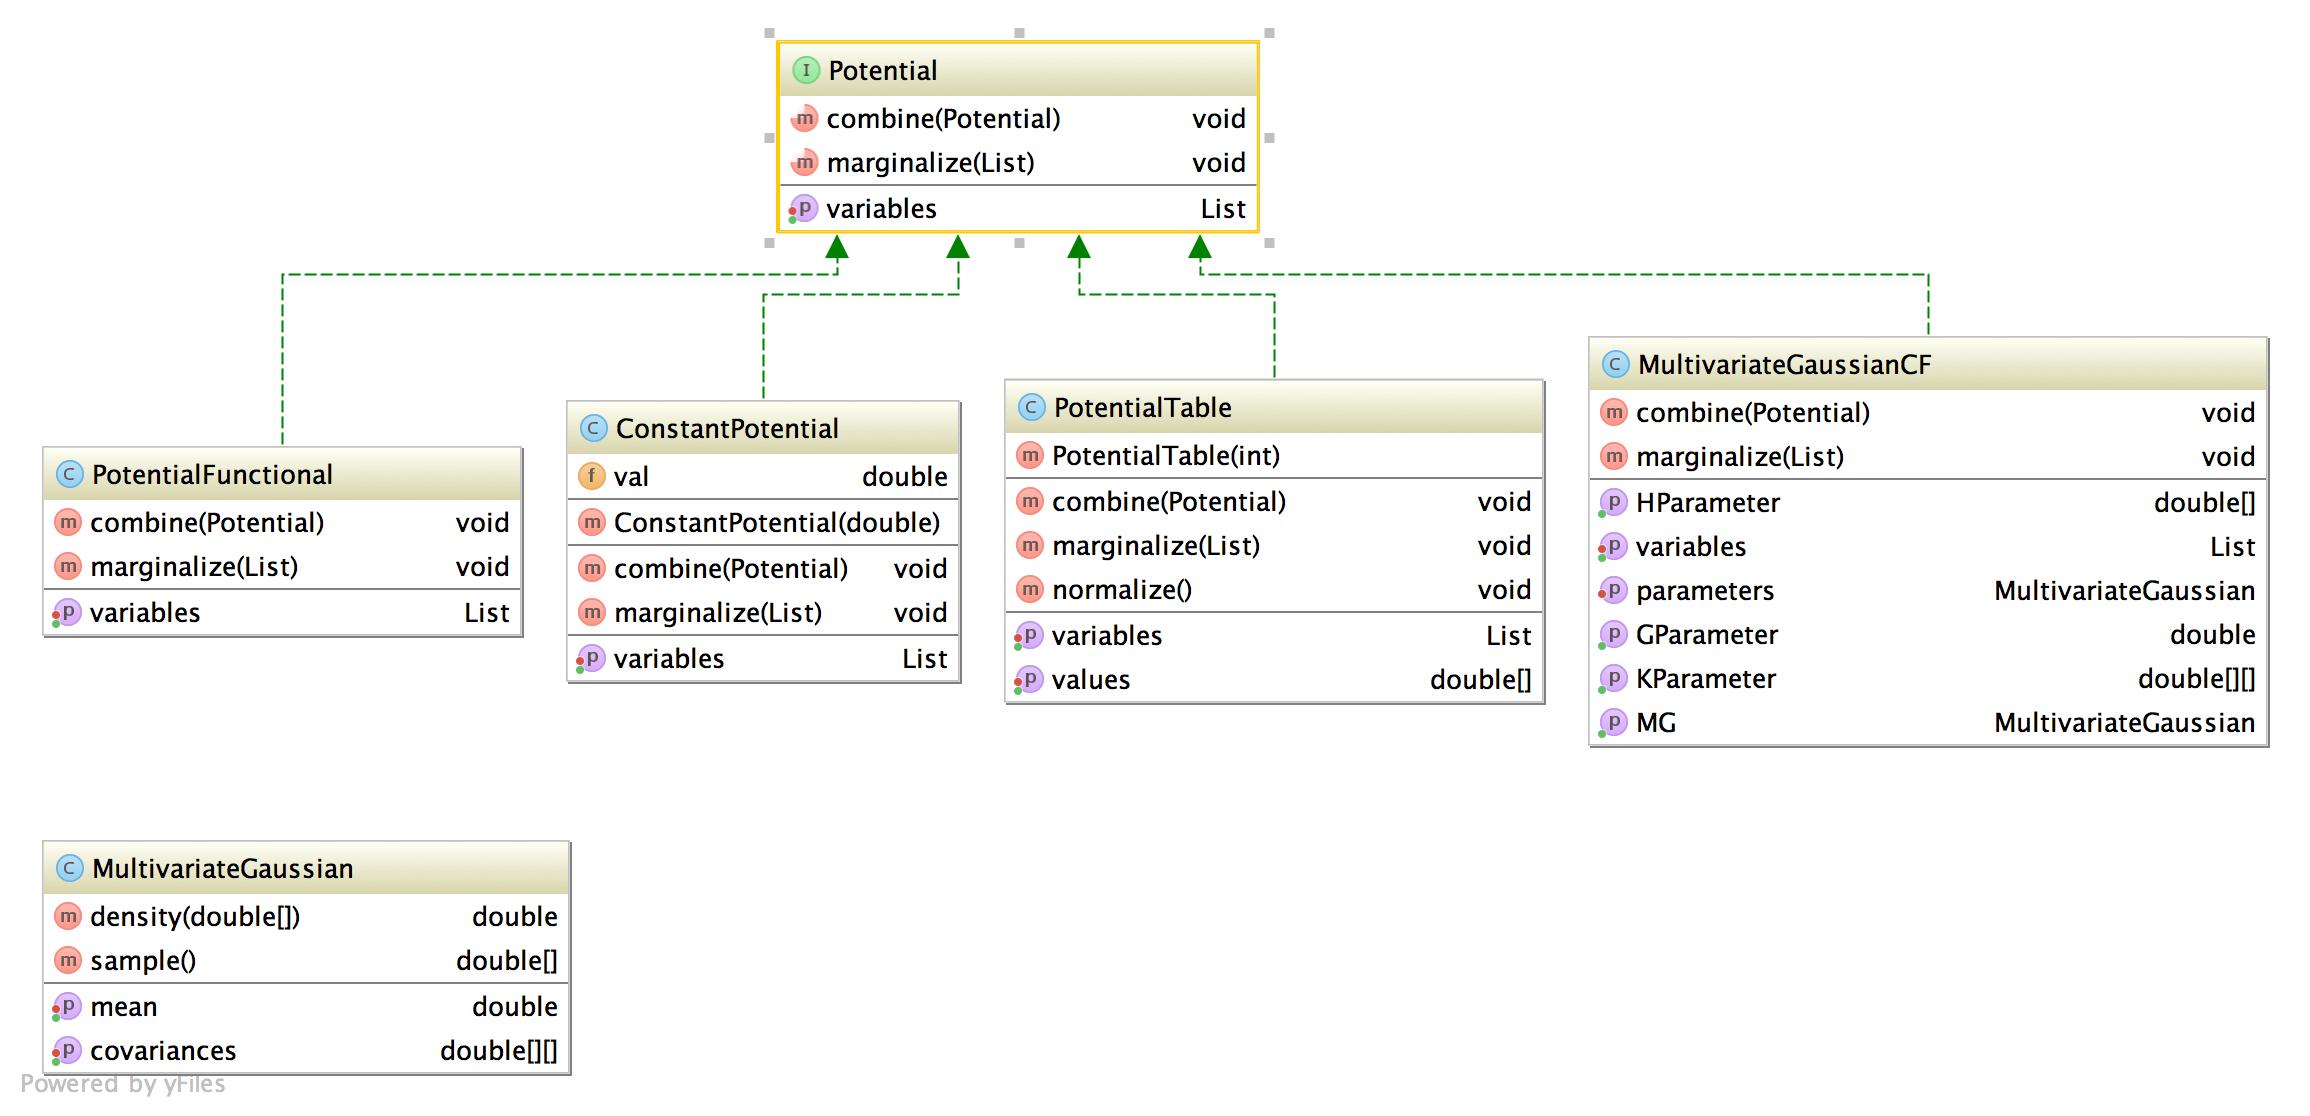 I Potential
m combine(Potential) void
m marginalize(List) void
p variables List
C PotentialFunctional
m combine(Potential) void
m marginalize(List) void
p variables List
C ConstantPotential
f val double
m ConstantPotential(double)
m combine(Potential) void
m marginalize(List) void
p variables List
C PotentialTable
m PotentialTable(int)
m combine(Potential) void
m marginalize(List) void
m normalize() void
p variables List
p values double[]
C MultivariateGaussianCF
m combine(Potential) void
m marginalize(List) void
p HParameter double[]
p variables List
p parameters MultivariateGaussian
p GParameter double
p KParameter double[][]
p MG MultivariateGaussian
C MultivariateGaussian
m density(double[]) double
m sample() double[]
p mean double
p covariances double[][]
Powered by yFiles